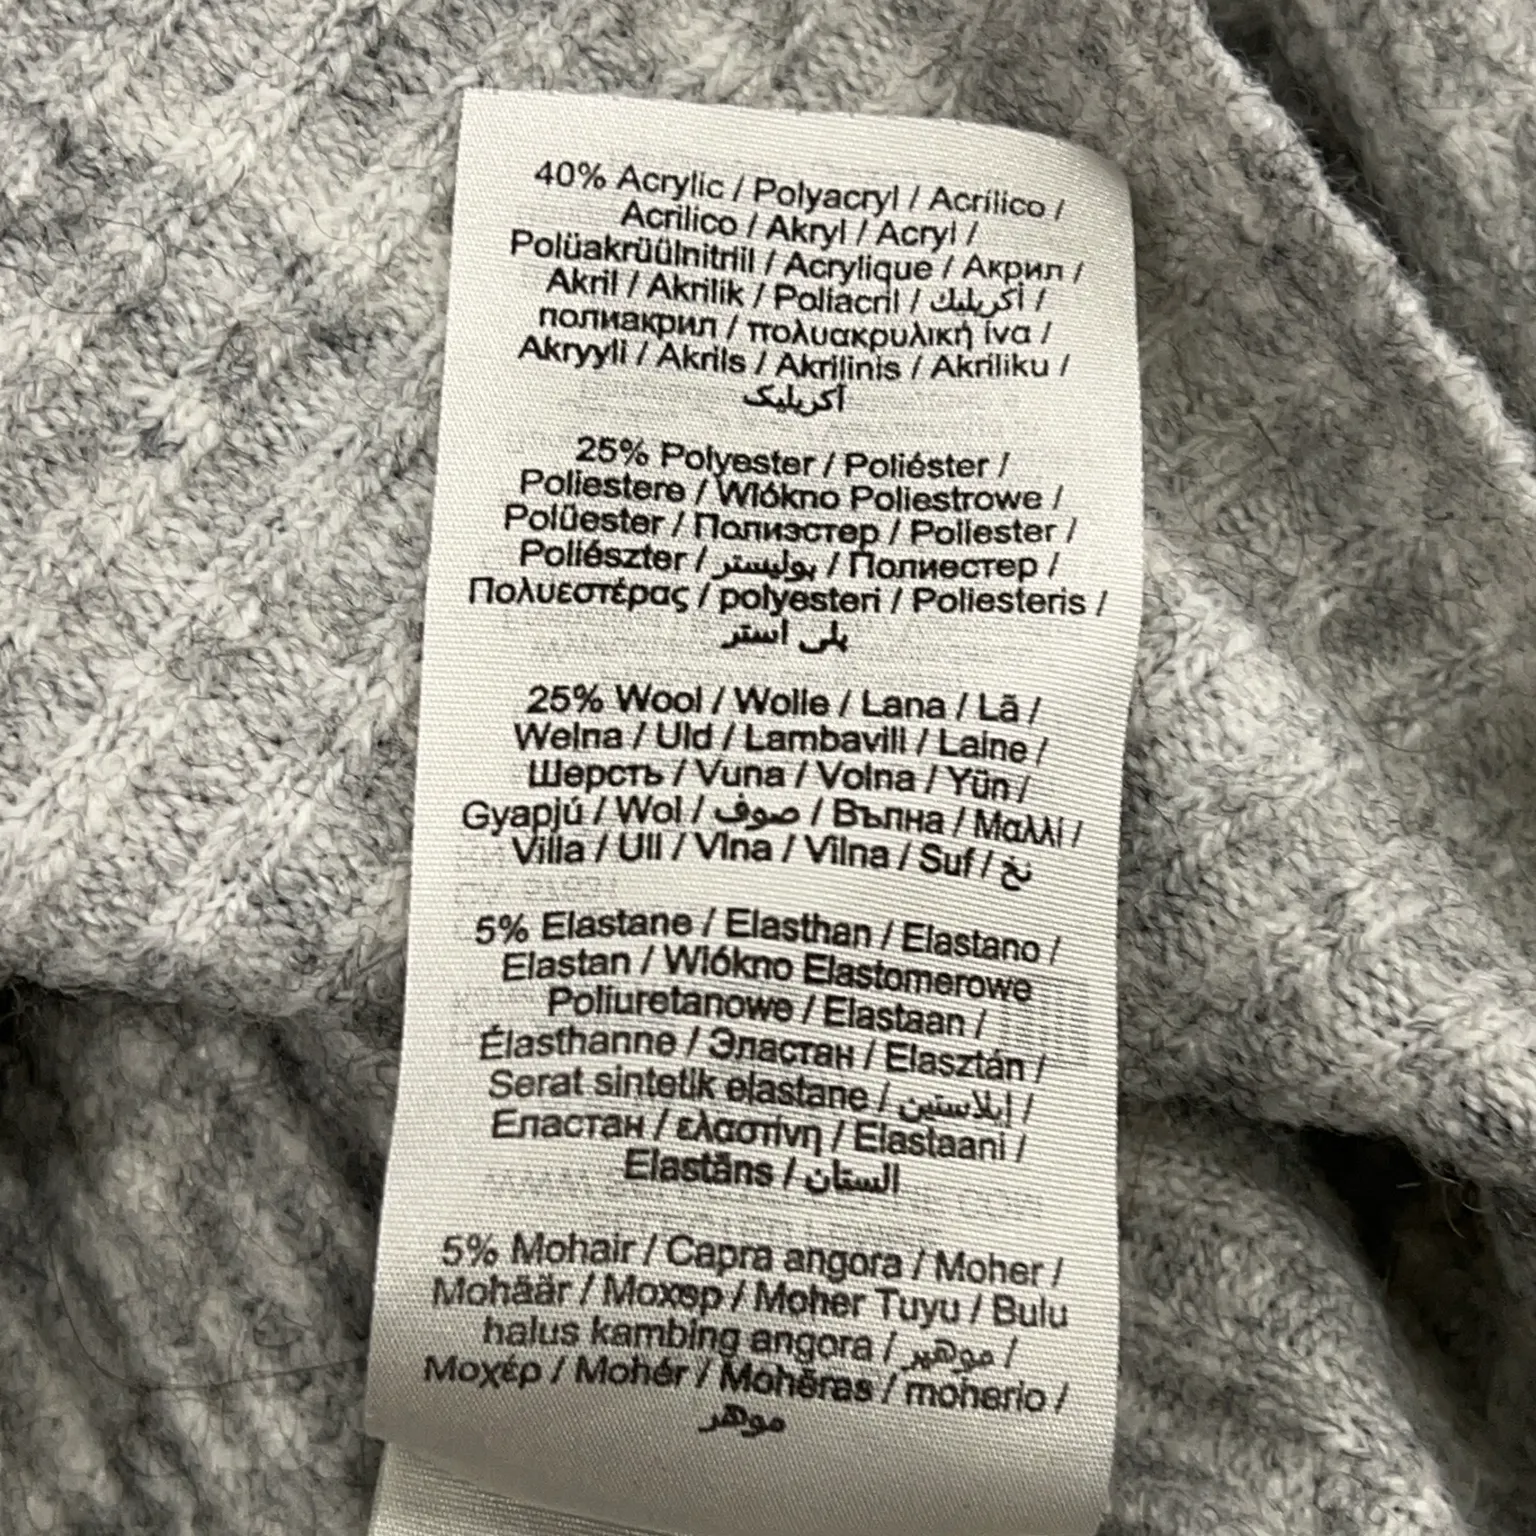 40% Acrylic / Polyacryl / Acrílico /
Acrilico / Akryl / Acryl /
Polüakrüülnitriil / Acrylique / Акрил /
Akril / Akrilik / Poliacril / أكريليك /
полиакрил / πολυακρυλική ίνα /
Akryyli / Akrils / Akrilinis / Akriliku /
آکریلیک
25% Polyester / Poliéster /
Poliestere / Wlókno Poliestrowe /
Polüester / Полиэстер / Poliester /
Poliészter / بوليستر / Полиестер /
Πολυεστέρας / polyesteri / Poliesteris /
پلی استر
25% Wool / Wolle / Lana / Lã /
Wełna / Uld / Lambavill / Laine /
Шерсть / Vuna / Volna / Yün /
Gyapjú / Wol / صوف / Вълна / Μαλλί /
Villa / Ull / Vlna / Vilna / Suf / نخ
5% Elastane / Elasthan / Elastano /
Elastan / Wlókno Elastomerowe
Poliuretanowe / Elastaan /
Élasthanne / Эластан / Elasztán /
Serat sintetik elastane / إيلاستين /
Еластан / ελαστίνη / Elastaani /
Elastāns / الستان
5% Mohair / Capra angora / Moher /
Mohäär / Мохер / Moher Tuyu / Bulu
halus kambing angora / موهير /
Μοχέρ / Mohér / Mohēras / moherio /
موهر